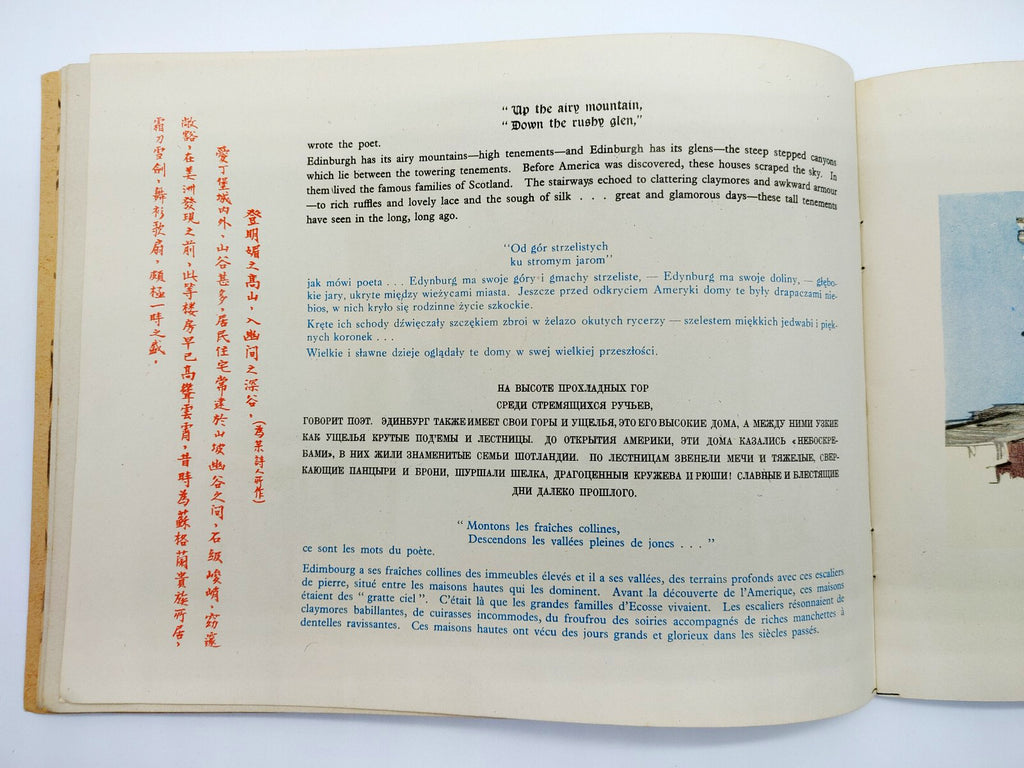 “ Up the airy mountain,
“ Down the rushy glen,”
wrote the poet.
Edinburgh has its airy mountains—high tenements—and Edinburgh has its glens—the steep stepped canyons
which lie between the towering tenements. Before America was discovered, these houses scraped the sky. In
them lived the famous families of Scotland. The stairways echoed to clattering claymores and awkward armour
—to rich ruffles and lovely lace and the sough of silk . . . great and glamorous days—these tall tenements
have seen in the long, long ago.
“Od gór strzelistych
ku stromym jarom”
jak mówi poeta . . . Edynburg ma swoje góry i gmachy strzeliste, — Edynburg ma swoje doliny, — głębo-
kie jary, ukryte między wieżycami miasta. Jeszcze przed odkryciem Ameryki domy te były drapaczami nie-
bios, w nich kryło się rodzinne życie szkockie.
Kręte ich schody dźwięczały szczękiem zbroi w żelazo okutych rycerzy — szelestem miękkich jedwabi i pięk-
nych koronek . . .
Wielkie i sławne dzieje oglądały te domy w swej wielkiej przeszłości.
НА ВЫСОТЕ ПРОХЛАДНЫХ ГОР
СРЕДИ СТРЕМЯЩИХСЯ РУЧЬЕВ,
ГОВОРИТ ПОЭТ. ЭДИНБУРГ ТАКЖЕ ИМЕЕТ СВОИ ГОРЫ И УЩЕЛЬЯ, ЭТО ЕГО ВЫСОКИЕ ДОМА, А МЕЖДУ НИМИ УЗКИЕ
КАК УЩЕЛЬЯ КРУТЫЕ ПОД'ЕМЫ И ЛЕСТНИЦЫ. ДО ОТКРЫТИЯ АМЕРИКИ, ЭТИ ДОМА КАЗАЛИСЬ «НЕБОСКРЕ-
БАМИ», В НИХ ЖИЛИ ЗНАМЕНИТЫЕ СЕМЬИ ШОТЛАНДИИ. ПО ЛЕСТНИЦАМ ЗВЕНЕЛИ МЕЧИ И ТЯЖЕЛЫЕ, СВЕР-
КАЮЩИЕ ПАНЦЫРИ И БРОНИ, ШУРШАЛИ ШЕЛКА, ДРАГОЦЕННЫЕ КРУЖЕВА И РЮШИ! СЛАВНЫЕ И БЛЕСТЯЩИЕ
ДНИ ДАЛЕКО ПРОШЛОГО.
“ Montons les fraîches collines,
Descendons les vallées pleines de joncs . . . ”
ce sont les mots du poète.
Edimbourg a ses fraîches collines des immeubles élevés et il a ses vallées, des terrains profonds avec ces escaliers
de pierre, situé entre les maisons hautes qui les dominent. Avant la découverte de l’Amerique, ces maisons
étaient des “ gratte ciel ”. C’était là que les grandes familles d’Ecosse vivaient. Les escaliers résonnaient de
claymores babillantes, de cuirasses incommodes, du froufrou des soiries accompagnés de riches manchettes à
dentelles ravissantes. Ces maisons hautes ont vécu des jours grands et glorieux dans les siècles passés.
登明媚之高山，入幽间之深谷，（為某詩人所作）
愛丁堡城内外，山谷甚多，居民住宅常建於山坡幽谷之间，石級峻峭，窈邃
敞豁，在美洲發現之前，此等楼房早已高聳雲霄，昔時為蘇格蘭貴族所居，
霜刃雪劍，舞衫歌扇，頗極一時之盛。